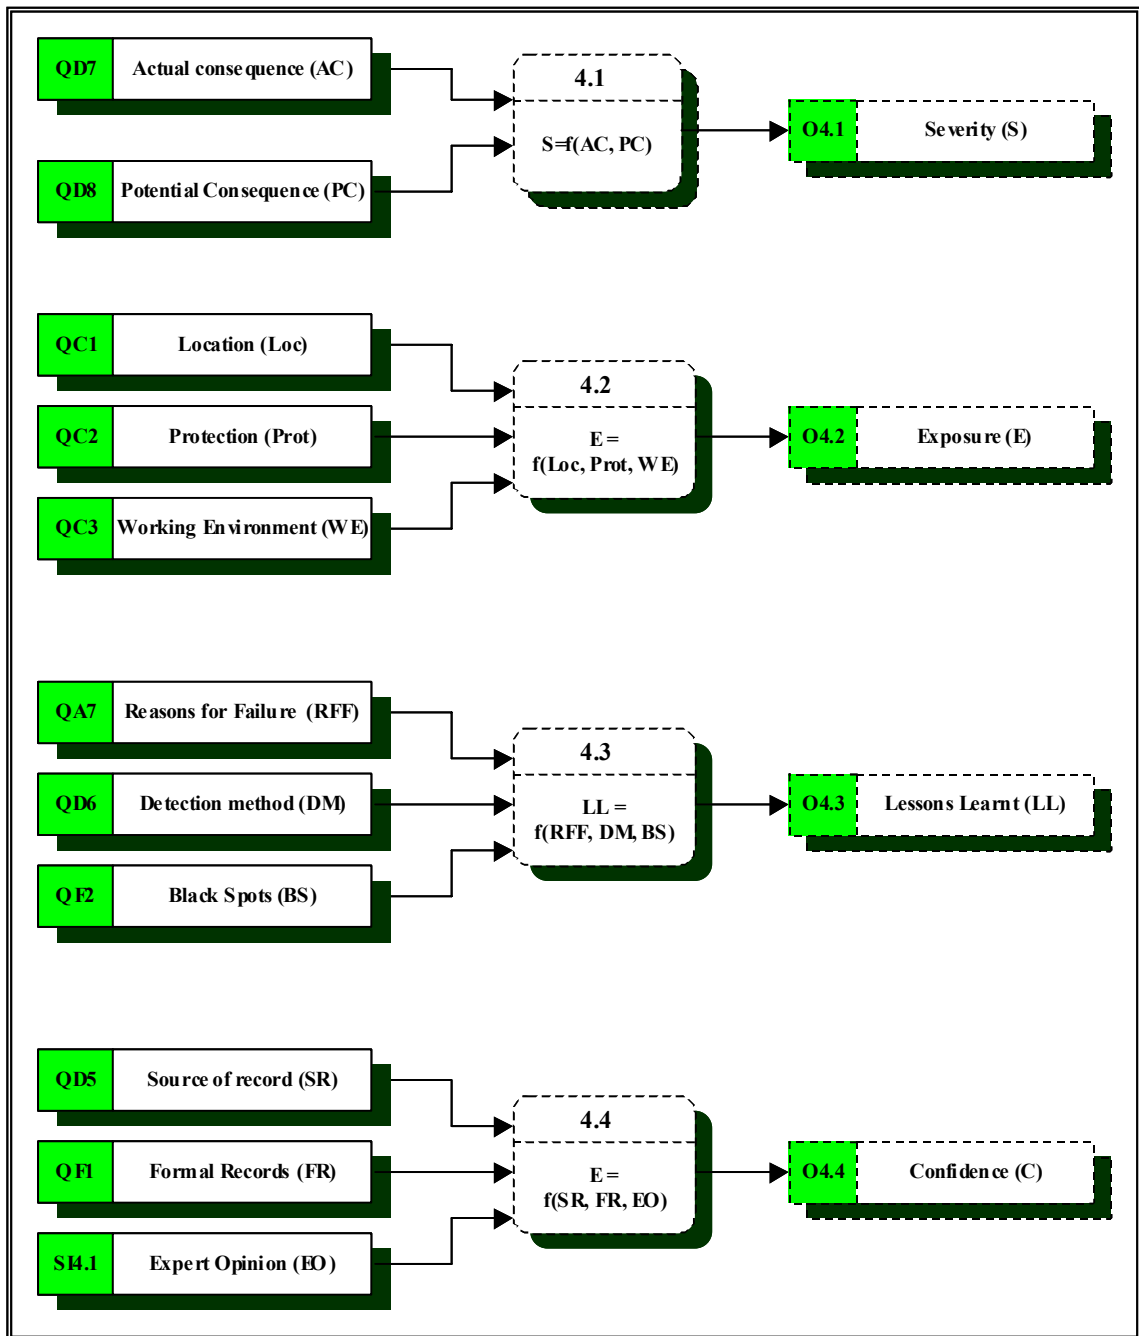 QD7 Actual consequence (AC)
4.1
S=f(AC, PC)
O4.1 Severity (S)
QD8 Potential Consequence (PC)
QC1 Location (Loc)
4.2
E =
f(Loc, Prot, WE)
QC2 Protection (Prot)
O4.2 Exposure (E)
QC3 Working Environment (WE)
QA7 Reasons for Failure (RFF)
4.3
LL =
f(RFF, DM, BS)
QD6 Detection method (DM)
O4.3 Lessons Learnt (LL)
QF2 Black Spots (BS)
QD5 Source of record (SR)
4.4
E =
f(SR, FR, EO)
QF1 Formal Records (FR)
O4.4 Confidence (C)
SI4.1 Expert Opinion (EO)